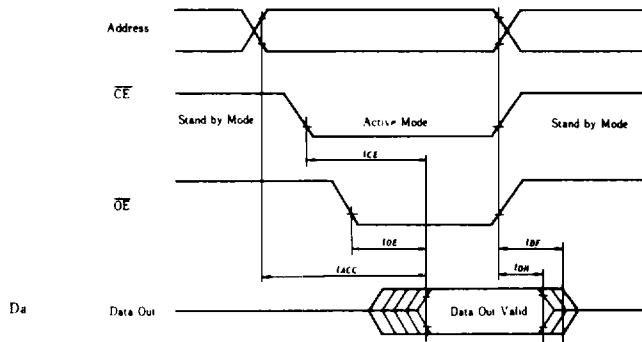 Address
CE
Stand by Mode
Active Mode
Stand by Mode
tCE
OE
tOE
tDF
tACC
tDH
Da
Data Out
Data Out Valid